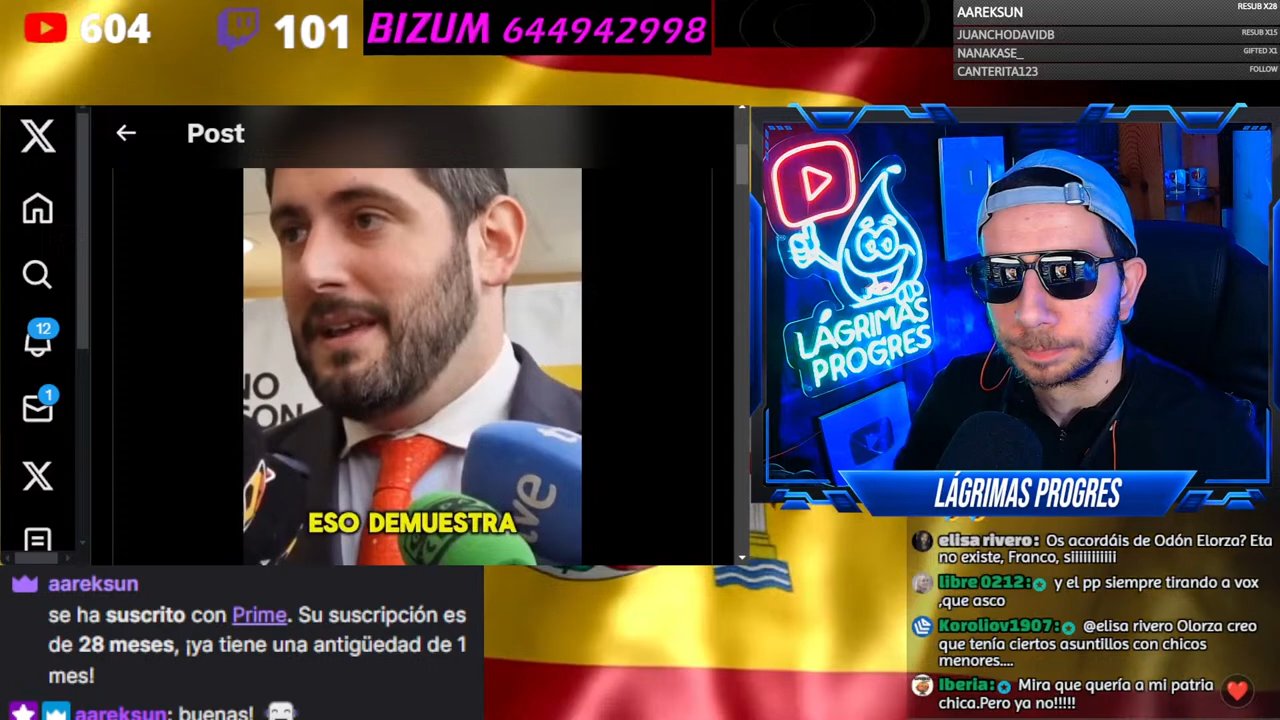 604
101
BIZUM 644942998
AAREKSUN
RESUB X28
JUANCHODAVIDB
RESUB X15
NANAKASE_
GIFTED X1
CANTERITA123
FOLLOW
Post
12
1
NO
SON
tve
ESO DEMUESTRA
LÁGRIMAS
PROGRES
LÁGRIMAS PROGRES
aareksun
se ha suscrito con Prime. Su suscripción es
de 28 meses, ¡ya tiene una antigüedad de 1
mes!
aareksun: buenas!
elisa rivero: Os acordáis de Odón Elorza? Eta
no existe, Franco, siiiiiiiiii
libre 0212: y el pp siempre tirando a vox
,que asco
Koroliov1907: @elisa rivero Olorza creo
que tenía ciertos asuntillos con chicos
menores....
Iberia: Mira que quería a mi patria
chica.Pero ya no!!!!!